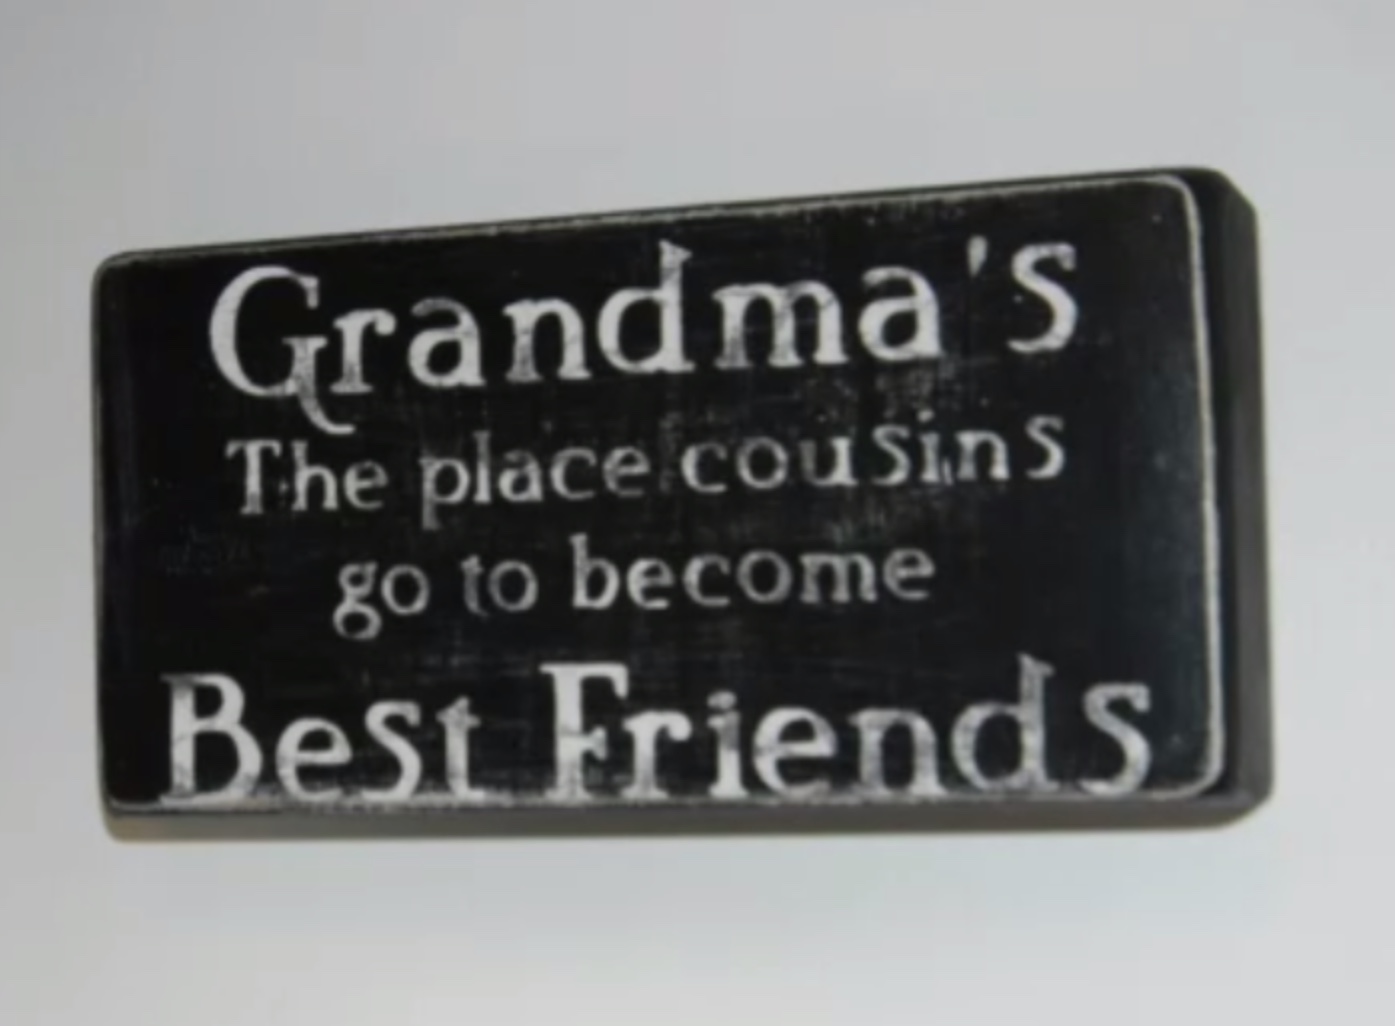 Grandma's
The place cousins
go to become
Best Friends